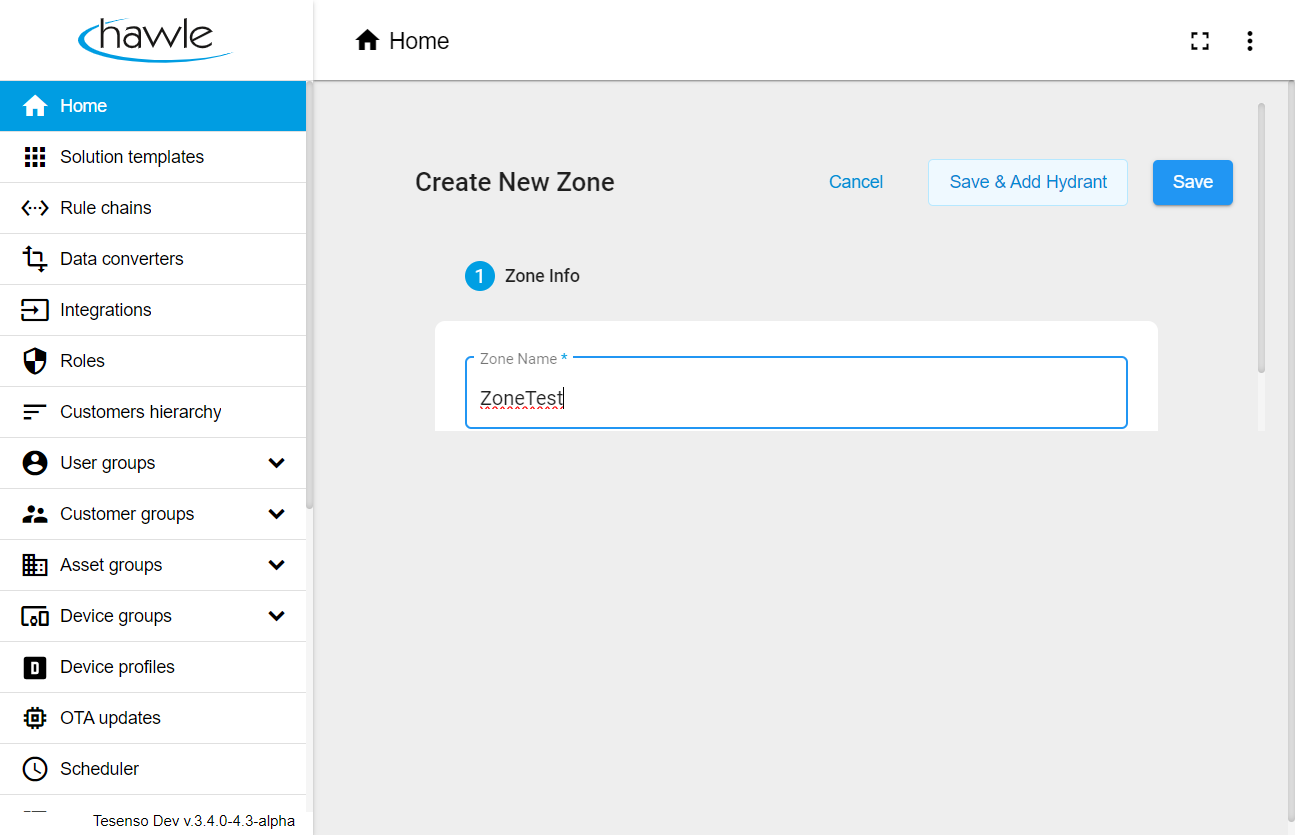 hawle
Home
Home
Solution templates
Rule chains
Data converters
Integrations
Roles
Customers hierarchy
User groups
Customer groups
Asset groups
Device groups
D
Device profiles
OTA updates
Scheduler
Tesenso Dev v.3.4.0-4.3-alpha
Create New Zone
Cancel
Save & Add Hydrant
Save
1 Zone Info
Zone Name *
ZoneTest